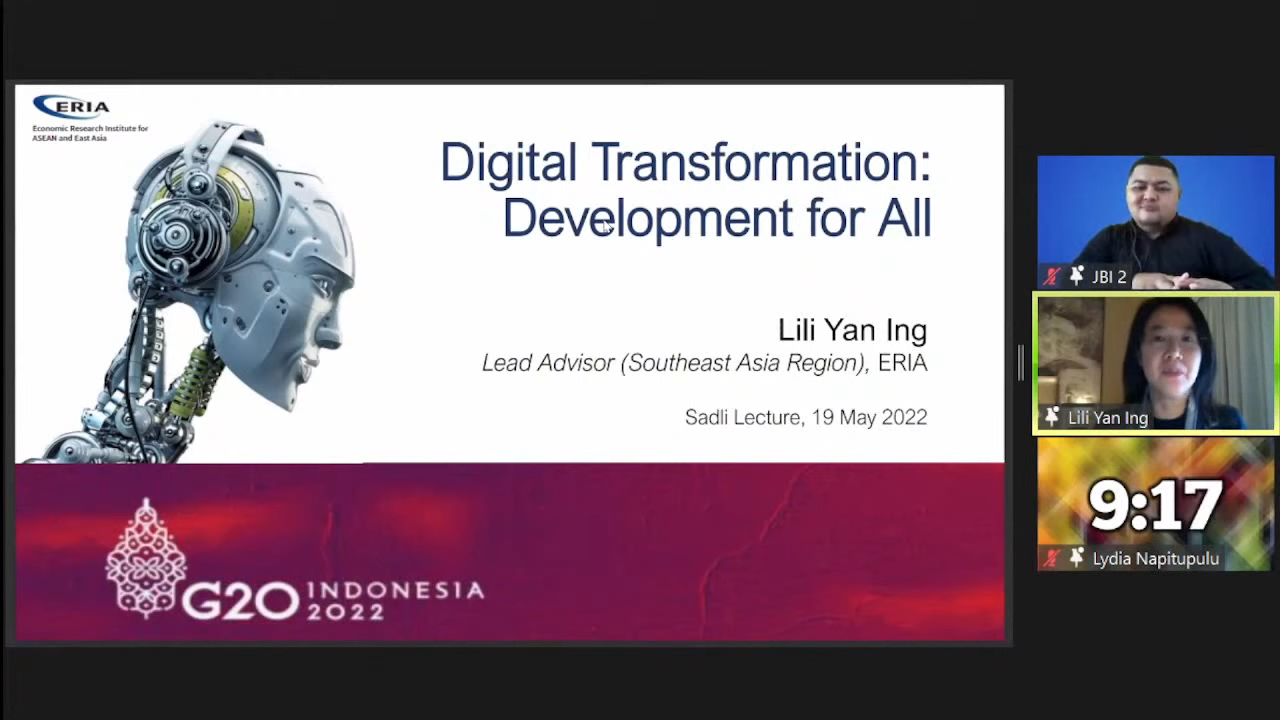 ERIA
Economic Research Institute for
ASEAN and East Asia
Digital Transformation:
Development for All
Lili Yan Ing
Lead Advisor (Southeast Asia Region), ERIA
Sadli Lecture, 19 May 2022
G20 INDONESIA
2022
JBI 2
Lili Yan Ing
9:17
Lydia Napitupulu